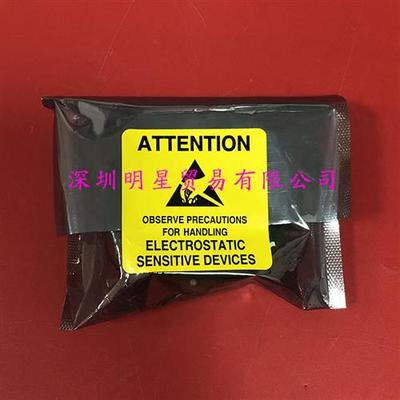 ATTENTION
深圳明星贸易有限公司
OBSERVE PRECAUTIONS
FOR HANDLING
ELECTROSTATIC
SENSITIVE DEVICES